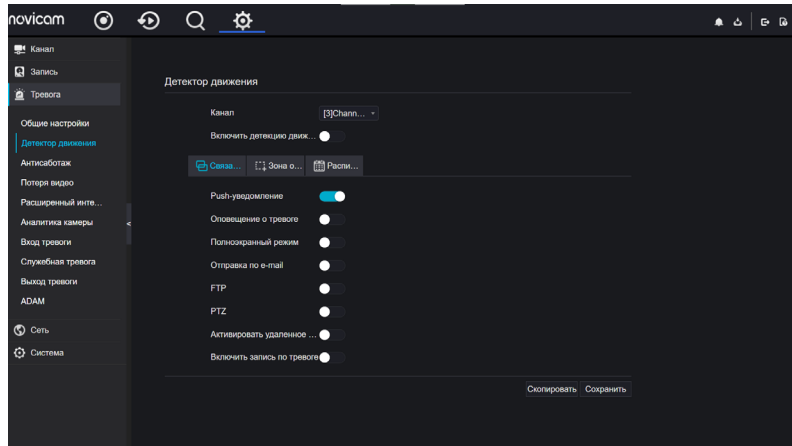 novicam
Канал
Запись
Тревога
Общие настройки
Детектор движения
Антисаботаж
Потеря видео
Расширенный инте...
Аналитика камеры
Вход тревоги
Служебная тревога
Выход тревоги
ADAM
Сеть
Система
<
Детектор движения
Канал [3]Chann...
Включить детекцию движ...
Связа... Зона о... Распи...
Push-уведомление
Оповещение о тревоге
Полноэкранный режим
Отправка по e-mail
FTP
PTZ
Активировать удаленное ...
Включить запись по тревоге
Скопировать Сохранить